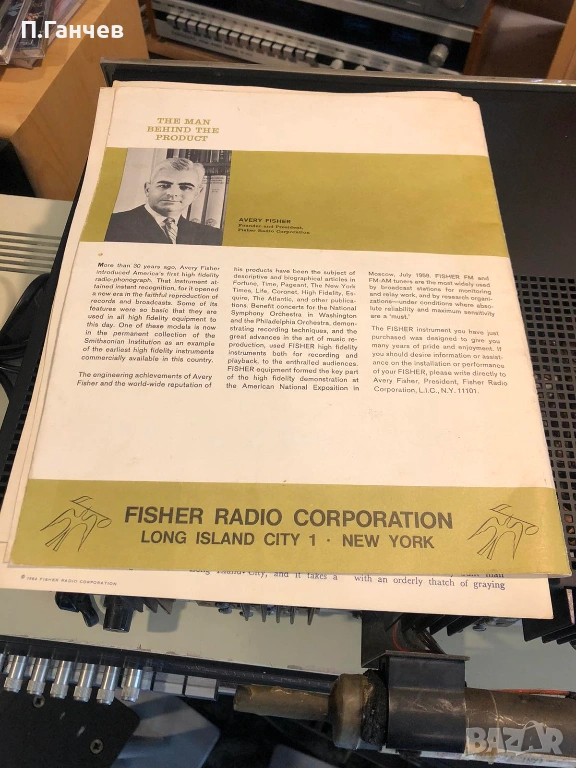 П.Ганчев
THE MAN
BEHIND THE
PRODUCT
AVERY FISHER
Founder and President,
Fisher Radio Corporation
More than 30 years ago, Avery Fisher
introduced America's first high fidelity
radio-phonograph. That instrument at-
tained instant recognition, for it opened
a new era in the faithful reproduction of
records and broadcasts. Some of its
features were so basic that they are
used in all high fidelity equipment to
this day. One of these models is now
in the permanent collection of the
Smithsonian Institution as an example
of the earliest high fidelity instruments
commercially available in this country.
The engineering achievements of Avery
Fisher and the world-wide reputation of
his products have been the subject of
descriptive and biographical articles in
Fortune, Time, Pageant, The New York
Times, Life, Coronet, High Fidelity, Es-
quire, The Atlantic, and other publica-
tions. Benefit concerts for the National
Symphony Orchestra in Washington
and the Philadelphia Orchestra, demon-
strating recording techniques, and the
great advances in the art of music re-
production, used FISHER high fidelity
instruments both for recording and
playback, to the enthralled audiences.
FISHER equipment formed the key part
of the high fidelity demonstration at
the American National Exposition in
Moscow, July 1959. FISHER FM and
FM-AM tuners are the most widely used
by broadcast stations for monitoring
and relay work, and by research organi-
zations—under conditions where abso-
lute reliability and maximum sensitivity
are a "must."
The FISHER instrument you have just
purchased was designed to give you
many years of pride and enjoyment. If
you should desire information or assist-
ance on the installation or performance
of your FISHER, please write directly to
Avery Fisher, President, Fisher Radio
Corporation, L.I.C., N.Y. 11101.
FISHER RADIO CORPORATION
LONG ISLAND CITY 1 · NEW YORK
Long Island City, and it takes a
with an orderly thatch of graying
FISHER RADIO CORPORATION
BAZAR